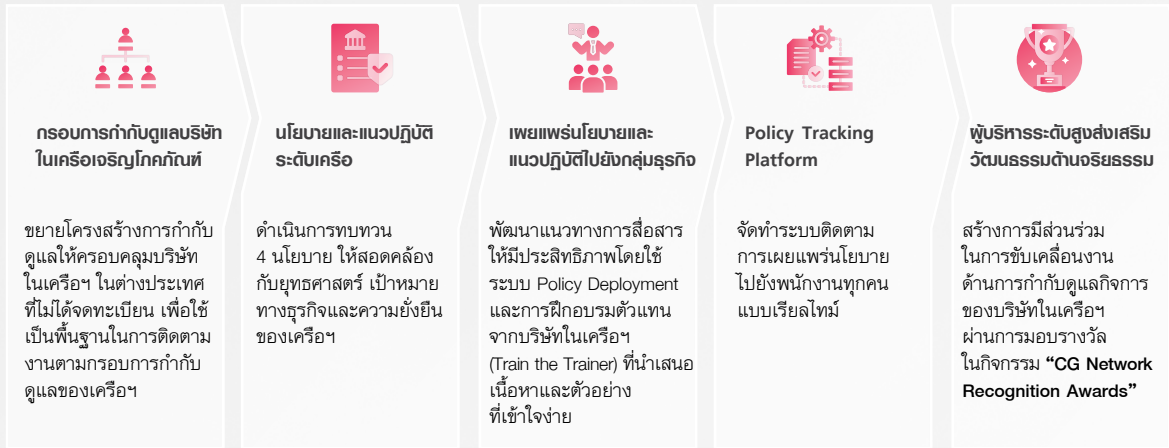 กรอบการกำกับดูแลบริษัท
ในเครือเจริญโภคภัณฑ์
ขยายโครงสร้างการกำกับ
ดูแลให้ครอบคลุมบริษัท
ในเครือฯ ในต่างประเทศ
ที่ไม่ได้จดทะเบียน เพื่อใช้
เป็นพื้นฐานในการติดตาม
งานตามกรอบการกำกับ
ดูแลของเครือฯ
นโยบายและแนวปฏิบัติ
ระดับเครือ
ดำเนินการทบทวน
4 นโยบาย ให้สอดคล้อง
กับยุทธศาสตร์ เป้าหมาย
ทางธุรกิจและความยั่งยืน
ของเครือฯ
เผยแพร่นโยบายและ
แนวปฏิบัติไปยังกลุ่มธุรกิจ
พัฒนาแนวทางการสื่อสาร
ให้มีประสิทธิภาพโดยใช้
ระบบ Policy Deployment
และการฝึกอบรมตัวแทน
จากบริษัทในเครือฯ
(Train the Trainer) ที่นำเสนอ
เนื้อหาและตัวอย่าง
ที่เข้าใจง่าย
Policy Tracking
Platform
จัดทำระบบติดตาม
การเผยแพร่นโยบาย
ไปยังพนักงานทุกคน
แบบเรียลไทม์
ผู้บริหารระดับสูงส่งเสริม
วัฒนธรรมด้านจริยธรรม
สร้างการมีส่วนร่วม
ในการขับเคลื่อนงาน
ด้านการกำกับดูแลกิจการ
ของบริษัทในเครือฯ
ผ่านการมอบรางวัล
ในกิจกรรม “CG Network
Recognition Awards”